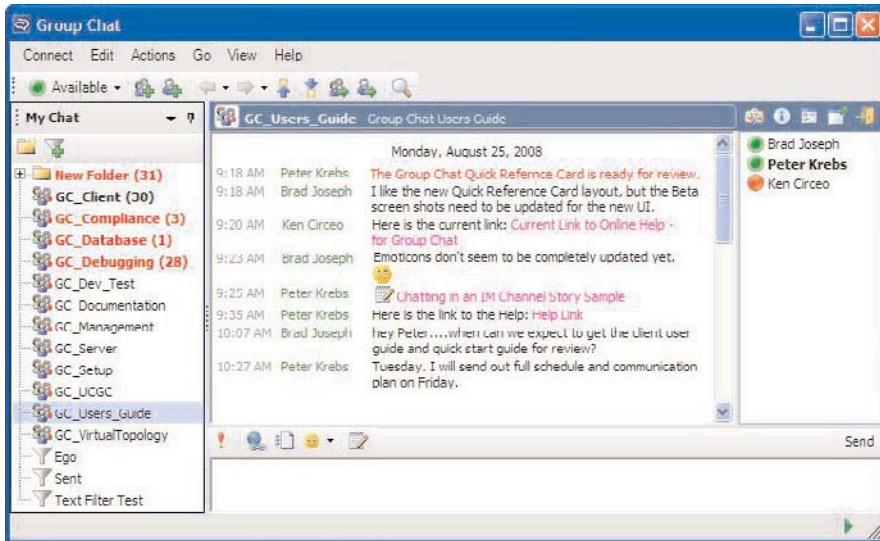 Group Chat
Connect Edit Actions Go View Help
Available
My Chat
GC_Users_Guide Group Chat Users Guide
New Folder (31)
GC_Client (30)
GC_Compliance (3)
GC_Database (1)
GC_Debugging (28)
GC_Dev_Test
GC_Documentation
GC_Management
GC_Server
GC_Setup
GC_UCGC
GC_Users_Guide
GC_VirtualTopology
Ego
Sent
Text Filter Test
Monday, August 25, 2008
9:18 AM Peter Krebs The Group Chat Quick Refernce Card is ready for review.
9:18 AM Brad Joseph I like the new Quick Reference Card layout, but the Beta
screen shots need to be updated for the new UI.
9:20 AM Ken Circeo Here is the current link: Current Link to Online Help -
for Group Chat
9:23 AM Brad Joseph Emoticons don't seem to be completely updated yet.
9:25 AM Peter Krebs Chatting in an IM Channel Story Sample
9:35 AM Peter Krebs Here is the link to the Help: Help Link
10:07 AM Brad Joseph hey Peter....when can we expect to get the client user
guide and quick start guide for review?
10:27 AM Peter Krebs Tuesday. I will send out full schedule and communication
plan on Friday.
Brad Joseph
Peter Krebs
Ken Circeo
Send